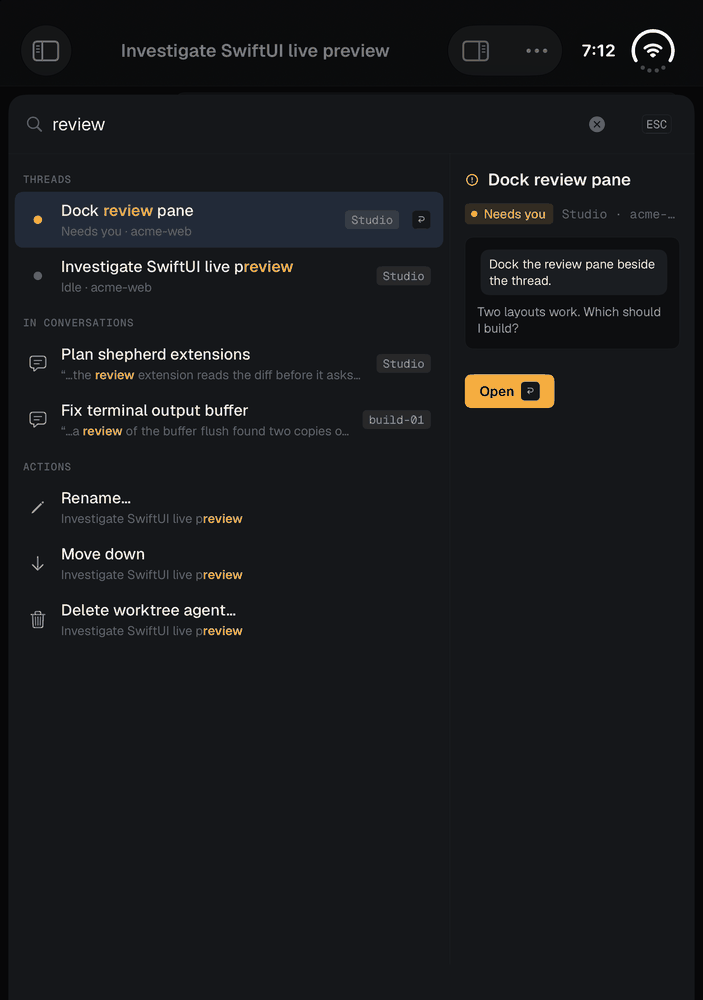 Investigate SwiftUI live preview
7:12
review
ESC
THREADS
Dock review pane
Needs you · acme-web
Studio
Investigate SwiftUI live preview
Idle · acme-web
Studio
IN CONVERSATIONS
Plan shepherd extensions
“…the review extension reads the diff before it asks…
Studio
Fix terminal output buffer
“…a review of the buffer flush found two copies o…
build-01
ACTIONS
Rename…
Investigate SwiftUI live preview
Move down
Investigate SwiftUI live preview
Delete worktree agent…
Investigate SwiftUI live preview
Dock review pane
Needs you
Studio · acme-…
Dock the review pane beside
the thread.
Two layouts work. Which should
I build?
Open